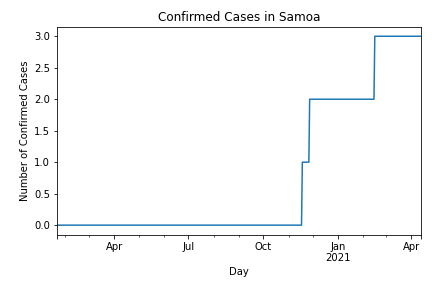 Confirmed Cases in Samoa
Number of Confirmed Cases
3.0
2.5
2.0
1.5
1.0
0.5
0.0
Apr Jul Oct Jan Apr
2021
Day